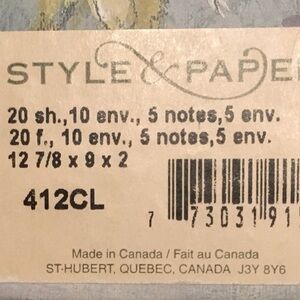 STYLE & PAPE
20 sh.,10 env., 5 notes,5 env.
20 f., 10 env., 5 notes,5 env.
12 7/8 x 9 x 2
412CL
7 73031 91
Made in Canada / Fait au Canada
ST-HUBERT, QUEBEC, CANADA J3Y 8Y6